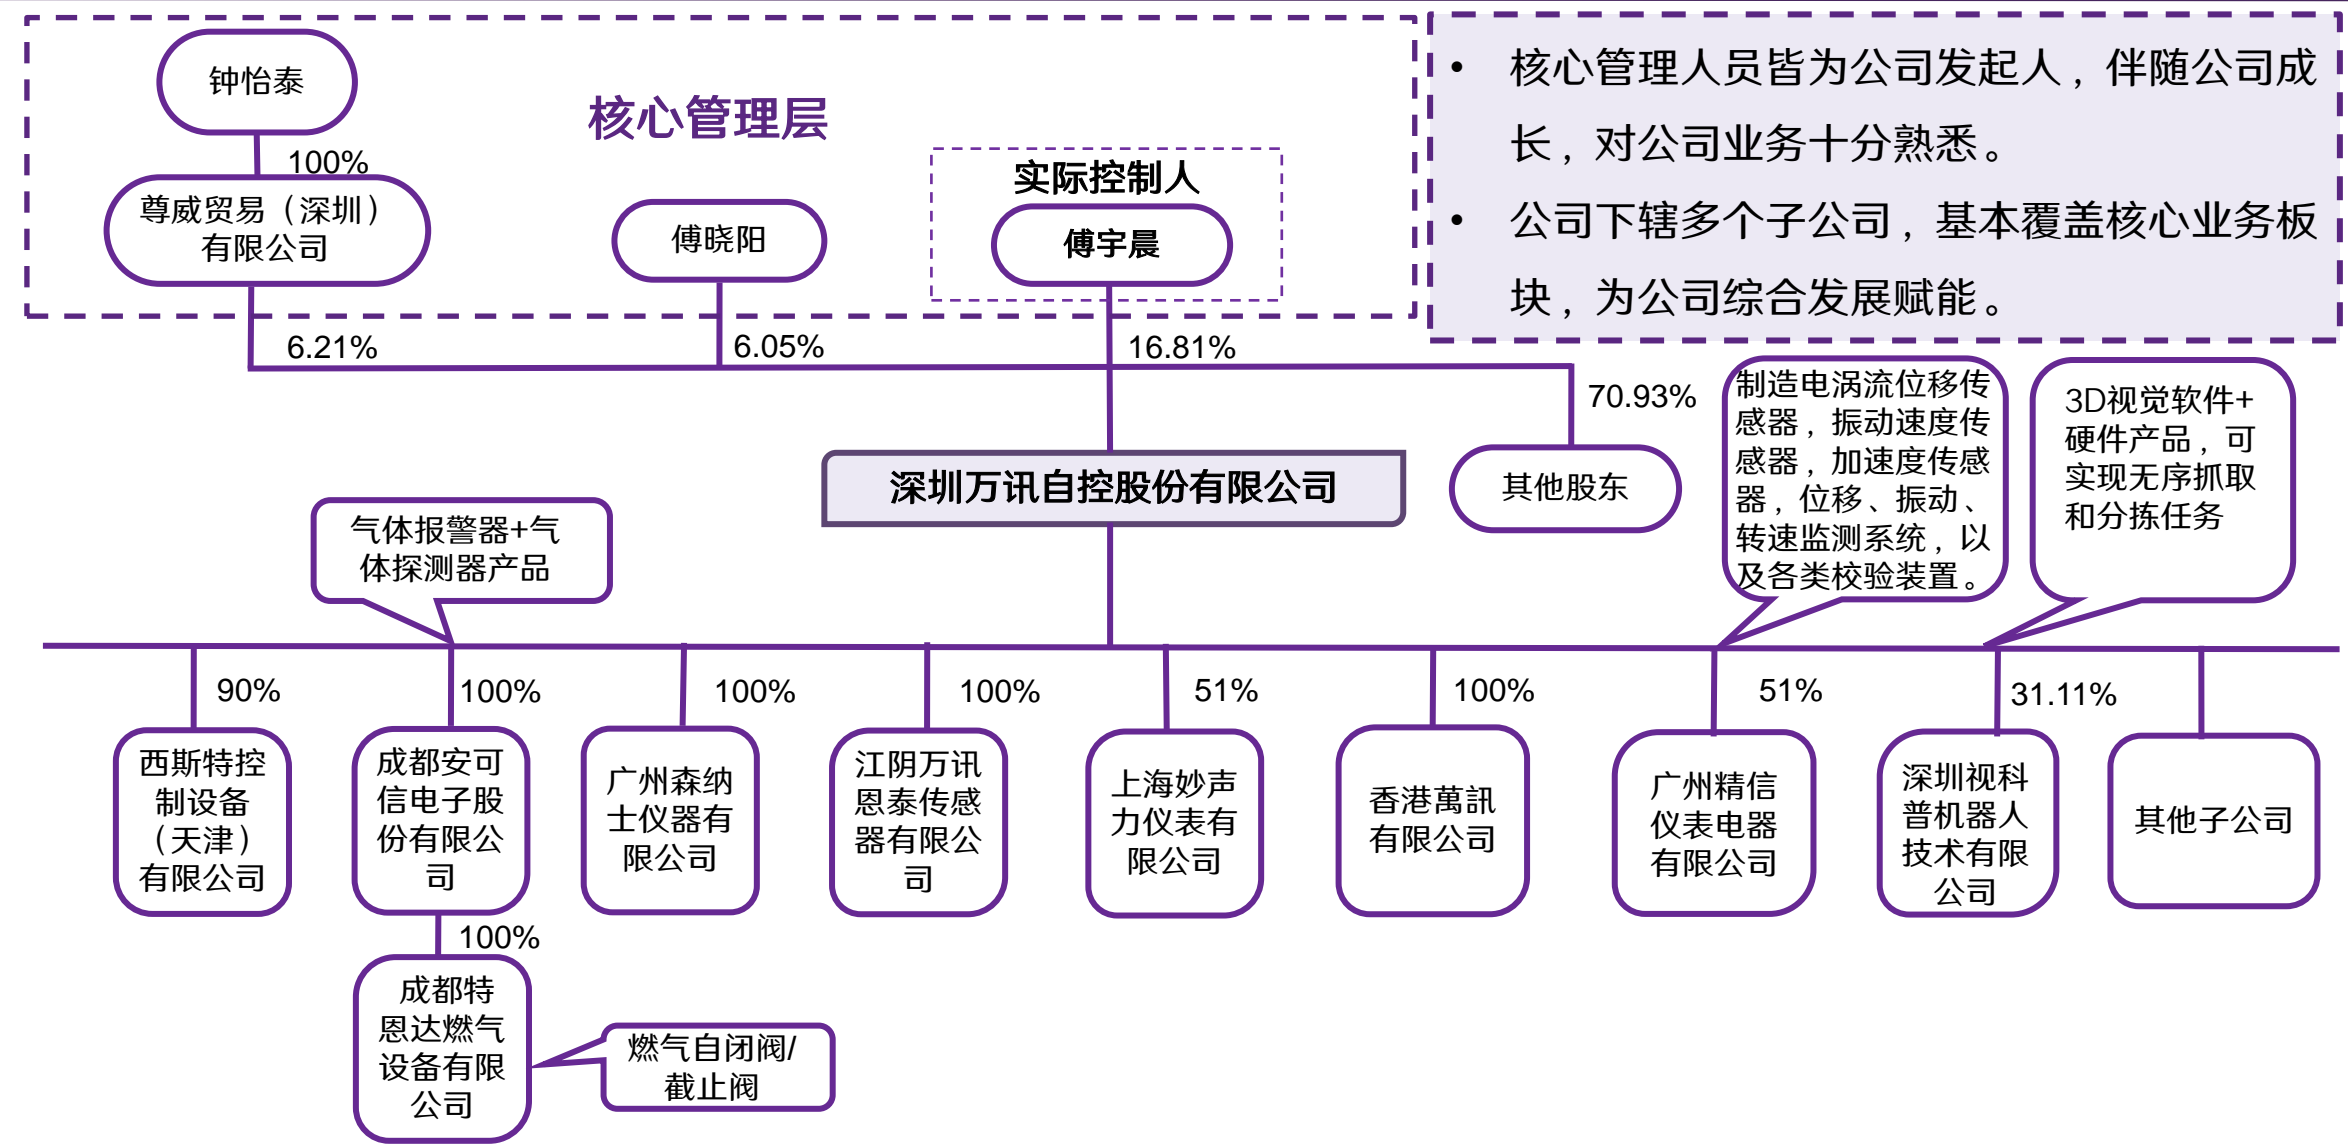 钟怡泰
100%
尊威贸易（深圳）
有限公司
核心管理层
傅晓阳
实际控制人
傅宇晨
• 核心管理人员皆为公司发起人，伴随公司成
长，对公司业务十分熟悉。
• 公司下辖多个子公司，基本覆盖核心业务板
块，为公司综合发展赋能。
6.21%
6.05%
16.81%
70.93%
其他股东
深圳万讯自控股份有限公司
气体报警器+气
体探测器产品
制造电涡流位移传
感器，振动速度传
感器，加速度传感
器，位移、振动、
转速监测系统，以
及各类校验装置。
3D视觉软件+
硬件产品，可
实现无序抓取
和分拣任务
90%
100%
100%
100%
51%
100%
51%
31.11%
西斯特控
制设备
（天津）
有限公司
成都安可
信电子股
份有限公
司
广州森纳
士仪器有
限公司
江阴万讯
恩泰传感
器有限公
司
上海妙声
力仪表有
限公司
香港萬訊
有限公司
广州精信
仪表电器
有限公司
深圳视科
普机器人
技术有限
公司
其他子公司
100%
成都特
恩达燃气
设备有限
公司
燃气自闭阀/
截止阀